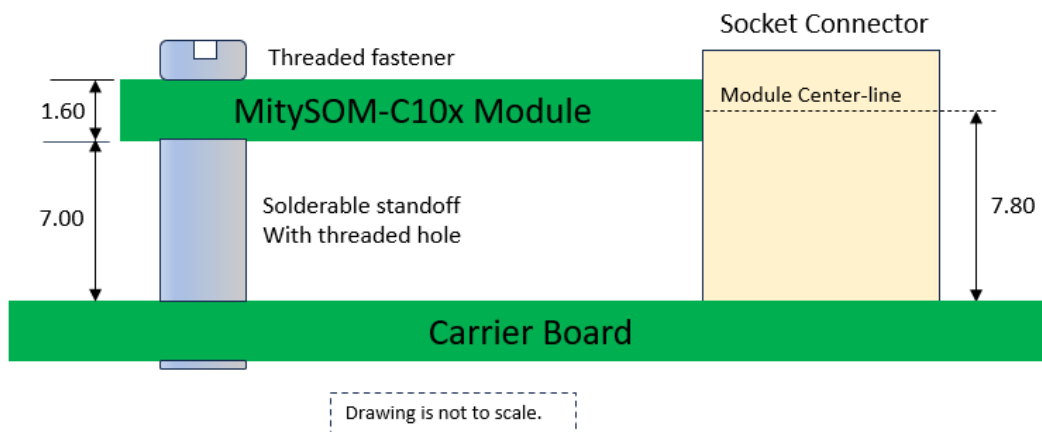 Socket Connector
Threaded fastener
Module Center-line
1.60
MitySOM-C10x Module
7.00
Solderable standoff
With threaded hole
7.80
Carrier Board
Drawing is not to scale.